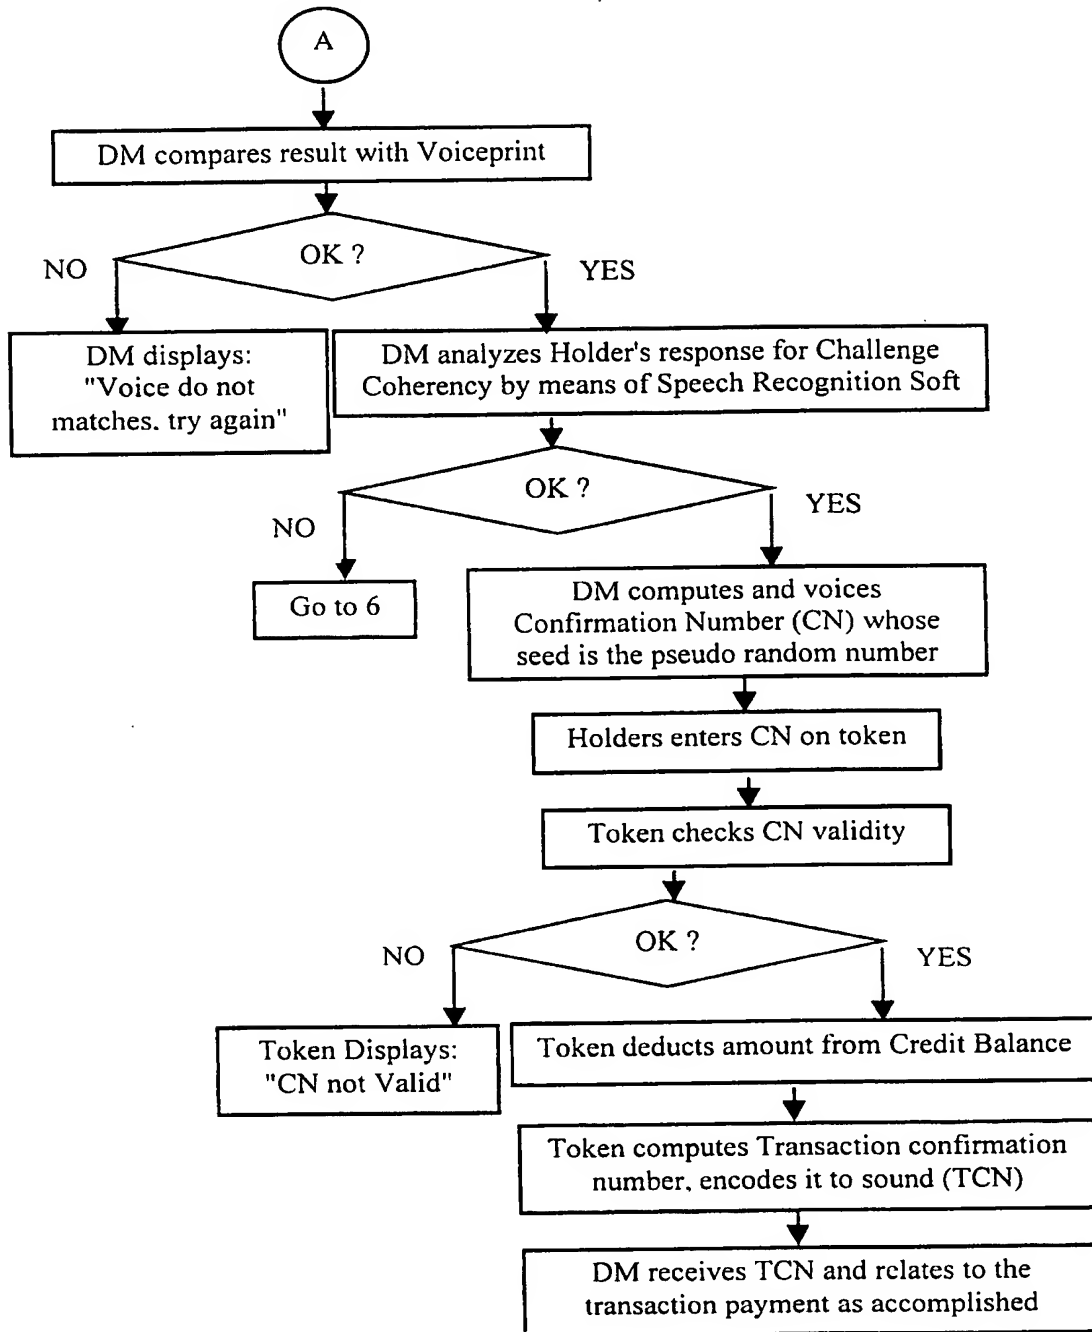 A
DM compares result with Voiceprint
OK ?
NO
YES
DM displays:
"Voice do not
matches. try again"
DM analyzes Holder's response for Challenge
Coherency by means of Speech Recognition Soft
OK ?
NO
YES
Go to 6
DM computes and voices
Confirmation Number (CN) whose
seed is the pseudo random number
Holders enters CN on token
Token checks CN validity
OK ?
NO
YES
Token Displays:
"CN not Valid"
Token deducts amount from Credit Balance
Token computes Transaction confirmation
number, encodes it to sound (TCN)
DM receives TCN and relates to the
transaction payment as accomplished